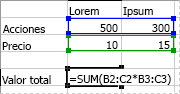 Lorem Ipsum
Acciones 500 300
Precio 10 15
Valor total =SUM(B2:C2*B3:C3)